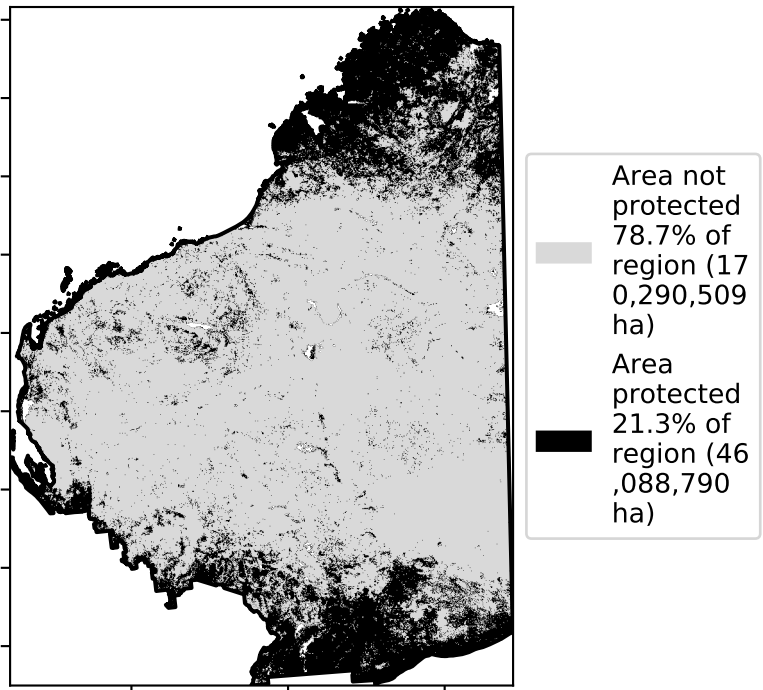 Area not
protected
78.7% of
region (17
0,290,509
ha)
Area
protected
21.3% of
region (46
,088,790
ha)